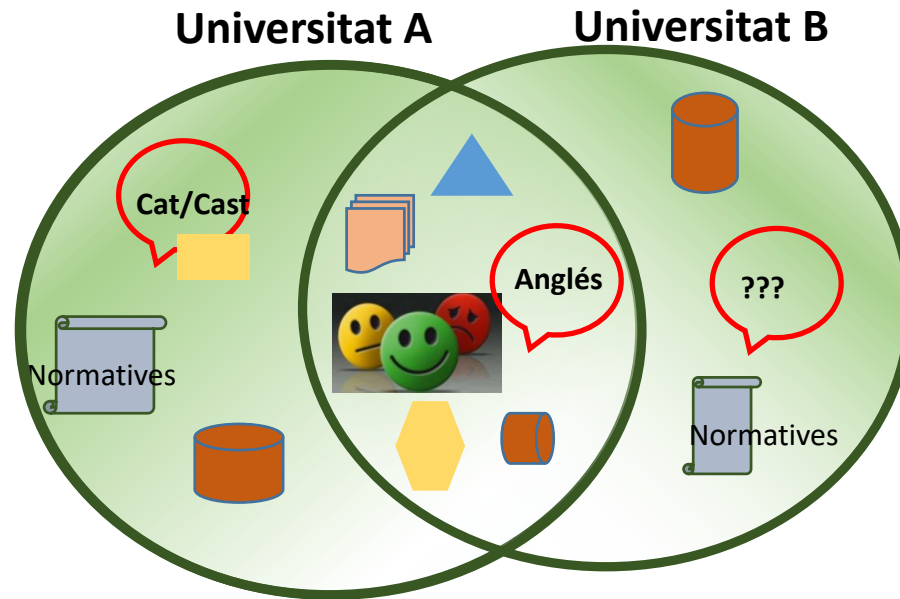 Universitat A
Universitat B
Cat/Cast
Anglés
???
Normatives
Normatives